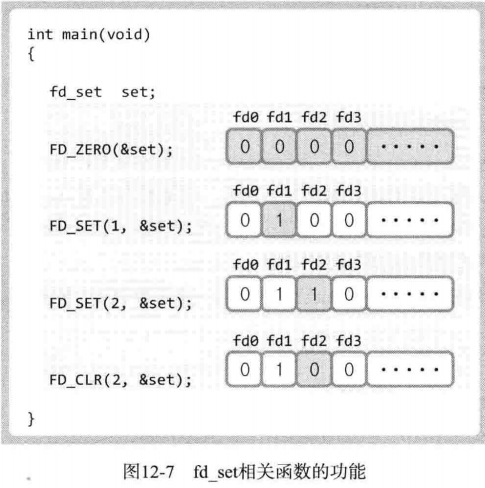 int main(void)
{
fd_set set;
fd0 fd1 fd2 fd3
FD_ZERO(&set); 0 0 0 0 ·····
fd0 fd1 fd2 fd3
FD_SET(1, &set); 0 1 0 0 ·····
fd0 fd1 fd2 fd3
FD_SET(2, &set); 0 1 1 0 ·····
fd0 fd1 fd2 fd3
FD_CLR(2, &set); 0 1 0 0 ·····
}
图12-7 fd_set相关函数的功能